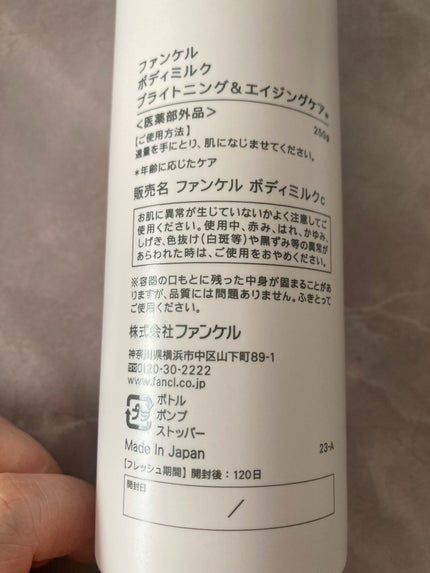 ファンケル
ボディミルク
ブライトニング＆エイジングケア*
<医薬部外品>
200g
【ご使用方法】
適量を手にとり、肌になじませてください。
*年齢に応じたケア
販売名 ファンケル ボディミルクc
お肌に異常が生じていないかよく注意してご
使用ください。使用中、赤み、はれ、かゆみ、
しげき、色抜け(白斑等)や黒ずみ等の異常が
あらわれた時は、ご使用をおやめください。
※容器の口もとに残った中身が固まることがあ
りますが、品質には問題ありません。ふきとって
ご使用ください。
株式会社ファンケル
神奈川県横浜市中区山下町89-1
0120-30-2222
www.fancl.co.jp
プラ
ボトル
ポンプ
ストッパー
Made In Japan
23-A
【フレッシュ期間】開封後：120日
開封日
/